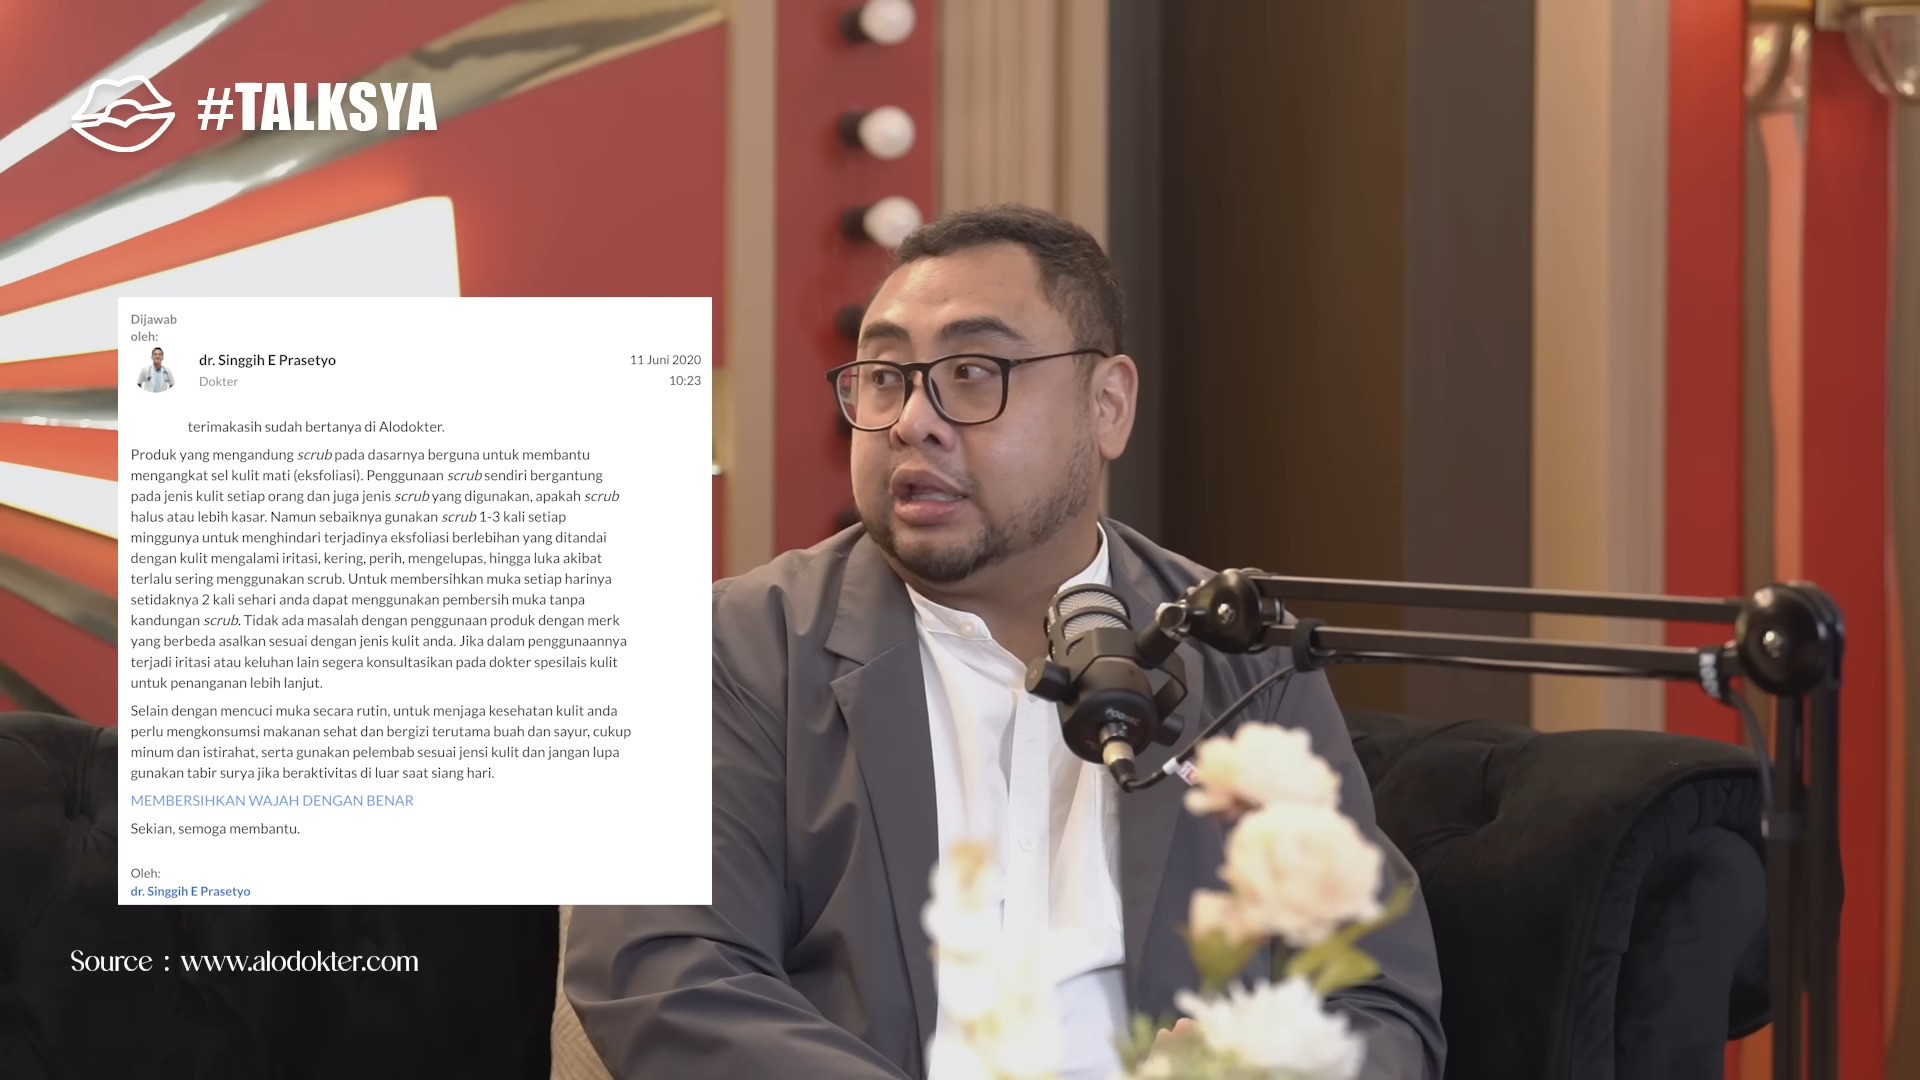 #TALKSYA
Dijawab
oleh:
dr. Singgih E Prasetyo
11 Juni 2020
Dokter
10:23
terimakasih sudah bertanya di Alodokter.
Produk yang mengandung scrub pada dasarnya berguna untuk membantu
mengangkat sel kulit mati (eksfoliasi). Penggunaan scrub sendiri bergantung
pada jenis kulit setiap orang dan juga jenis scrub yang digunakan, apakah scrub
halus atau lebih kasar. Namun sebaiknya gunakan scrub 1-3 kali setiap
minggunya untuk menghindari terjadinya eksfoliasi berlebihan yang ditandai
dengan kulit mengalami iritasi, kering, perih, mengelupas, hingga luka akibat
terlalu sering menggunakan scrub. Untuk membersihkan muka setiap harinya
setidaknya 2 kali sehari anda dapat menggunakan pembersih muka tanpa
kandungan scrub. Tidak ada masalah dengan penggunaan produk dengan merk
yang berbeda asalkan sesuai dengan jenis kulit anda. Jika dalam penggunaannya
terjadi iritasi atau keluhan lain segera konsultasikan pada dokter spesilais kulit
untuk penanganan lebih lanjut.
Selain dengan mencuci muka secara rutin, untuk menjaga kesehatan kulit anda
perlu mengkonsumsi makanan sehat dan bergizi terutama buah dan sayur, cukup
minum dan istirahat, serta gunakan pelembab sesuai jensi kulit dan jangan lupa
gunakan tabir surya jika beraktivitas di luar saat siang hari.
MEMBERSIHKAN WAJAH DENGAN BENAR
Sekian, semoga membantu.
Oleh:
dr. Singgih E Prasetyo
Source : www.alodokter.com